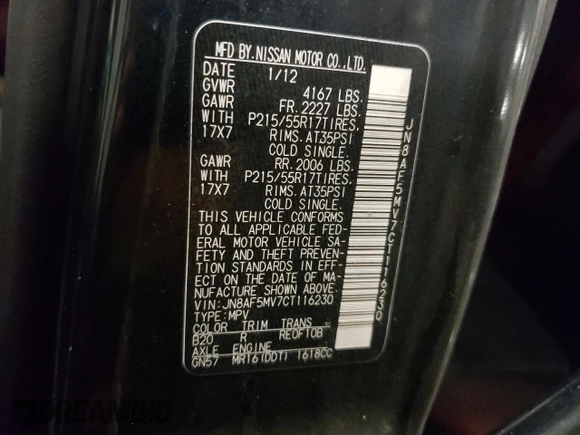 MFD BY.NISSAN MOTOR CO.,LTD.
DATE 1/12
GVWR 4167 LBS.
GAWR FR. 2227 LBS.
WITH P215/55R17TIRES.
17X7 RIMS.AT35PSI
COLD SINGLE.
GAWR RR. 2006 LBS.
WITH P215/55R17TIRES.
17X7 RIMS.AT35PSI
COLD SINGLE.
THIS VEHICLE CONFORMS
TO ALL APPLICABLE FED-
ERAL MOTOR VEHICLE SA-
FETY AND THEFT PREVENTION
STANDARDS IN EFFECT
ON THE DATE OF MA-
NUFACTURE SHOWN ABOVE.
VIN:JN8AF5MV7CT116230
TYPE:MPV
COLOR TRIM TRANS
B20 R RE0F10B
AXLE ENGINE
GN57 MR16(DDT) 1618CC
JN8AF5MV7CT116230
DREAMBID